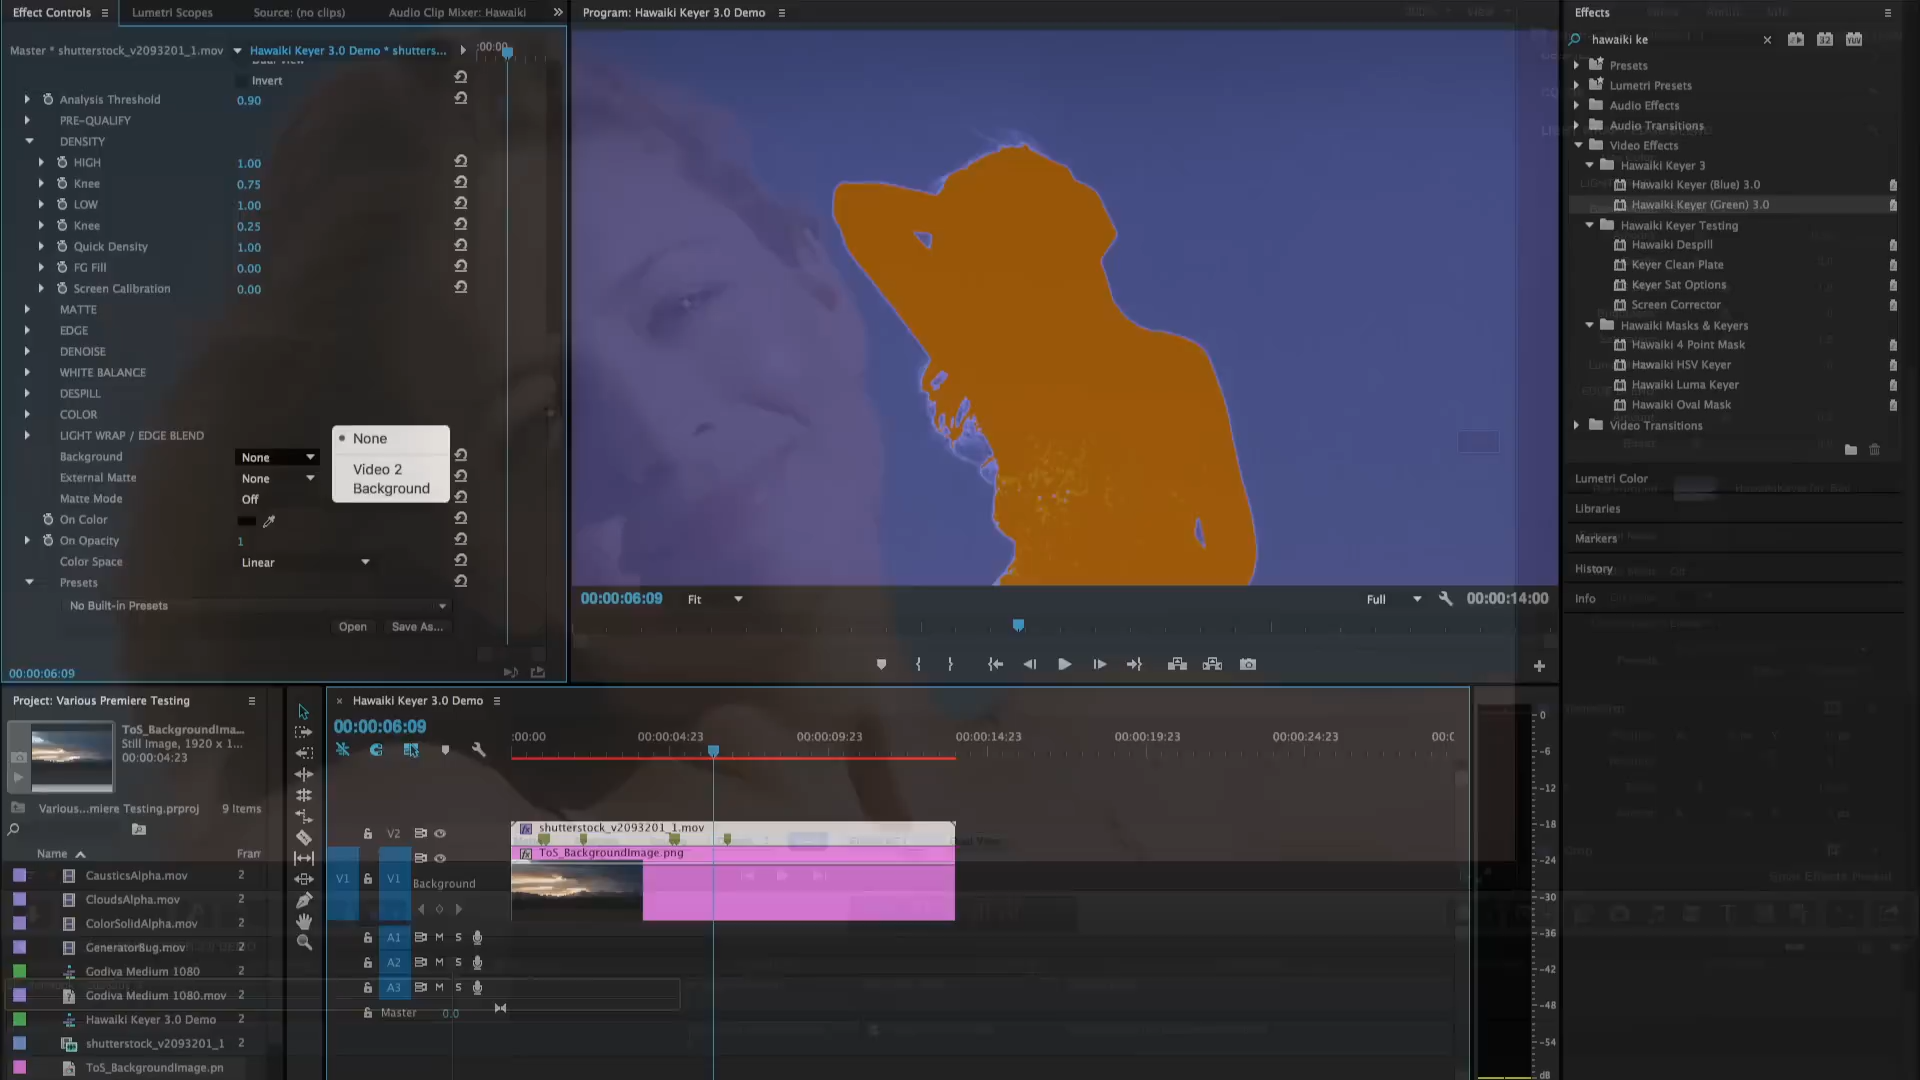 Effect Controls
Lumetri Scopes
Source: (no clips)
Audio Clip Mixer: Hawaiki
Master * shutterstock_v2093201_1.mov
Hawaiki Keyer 3.0 Demo * shutters...
:00:00
Invert
Analysis Threshold 0.90
PRE-QUALIFY
DENSITY
HIGH 1.00
Knee 0.75
LOW 1.00
Knee 0.25
Quick Density 1.00
FG Fill 0.00
Screen Calibration 0.00
MATTE
EDGE
DENOISE
WHITE BALANCE
DESPILL
COLOR
LIGHT WRAP / EDGE BLEND
Background None
External Matte None
Matte Mode Off
On Color
On Opacity 1
Color Space Linear
Presets
No Built-in Presets
Open Save As...
None
Video 2
Background
00:00:06:09
Program: Hawaiki Keyer 3.0 Demo
00:00:06:09 Fit Full 00:00:14:00
Effects
hawaiki ke
Presets
Lumetri Presets
Audio Effects
Audio Transitions
Video Effects
Hawaiki Keyer 3
Hawaiki Keyer (Blue) 3.0
Hawaiki Keyer (Green) 3.0
Hawaiki Keyer Testing
Hawaiki Despill
Keyer Clean Plate
Keyer Sat Options
Screen Corrector
Hawaiki Masks & Keyers
Hawaiki 4 Point Mask
Hawaiki HSV Keyer
Hawaiki Luma Keyer
Hawaiki Oval Mask
Video Transitions
Lumetri Color
Libraries
Markers
History
Info
Project: Various Premiere Testing
ToS_BackgroundIma...
Still Image, 1920 x 1...
00:00:04:23
Various...miere Testing.prproj 9 Items
Name Fram
CausticsAlpha.mov 2
CloudsAlpha.mov 2
ColorSolidAlpha.mov 2
GeneratorBug.mov 2
Godiva Medium 1080 2
Godiva Medium 1080.mov 2
Hawaiki Keyer 3.0 Demo 2
shutterstock_v2093201_1 2
ToS_BackgroundImage.pn
Hawaiki Keyer 3.0 Demo
00:00:06:09
:00:00 00:00:04:23 00:00:09:23 00:00:14:23 00:00:19:23 00:00:24:23 00:0
V2
shutterstock_v2093201_1.mov
ToS_BackgroundImage.png
V1 V1 Background
A1 M S
A2 M S
A3 M S
Master 0.0
0
-6
-12
-18
-24
-30
-36
-42
-48
-54
dB